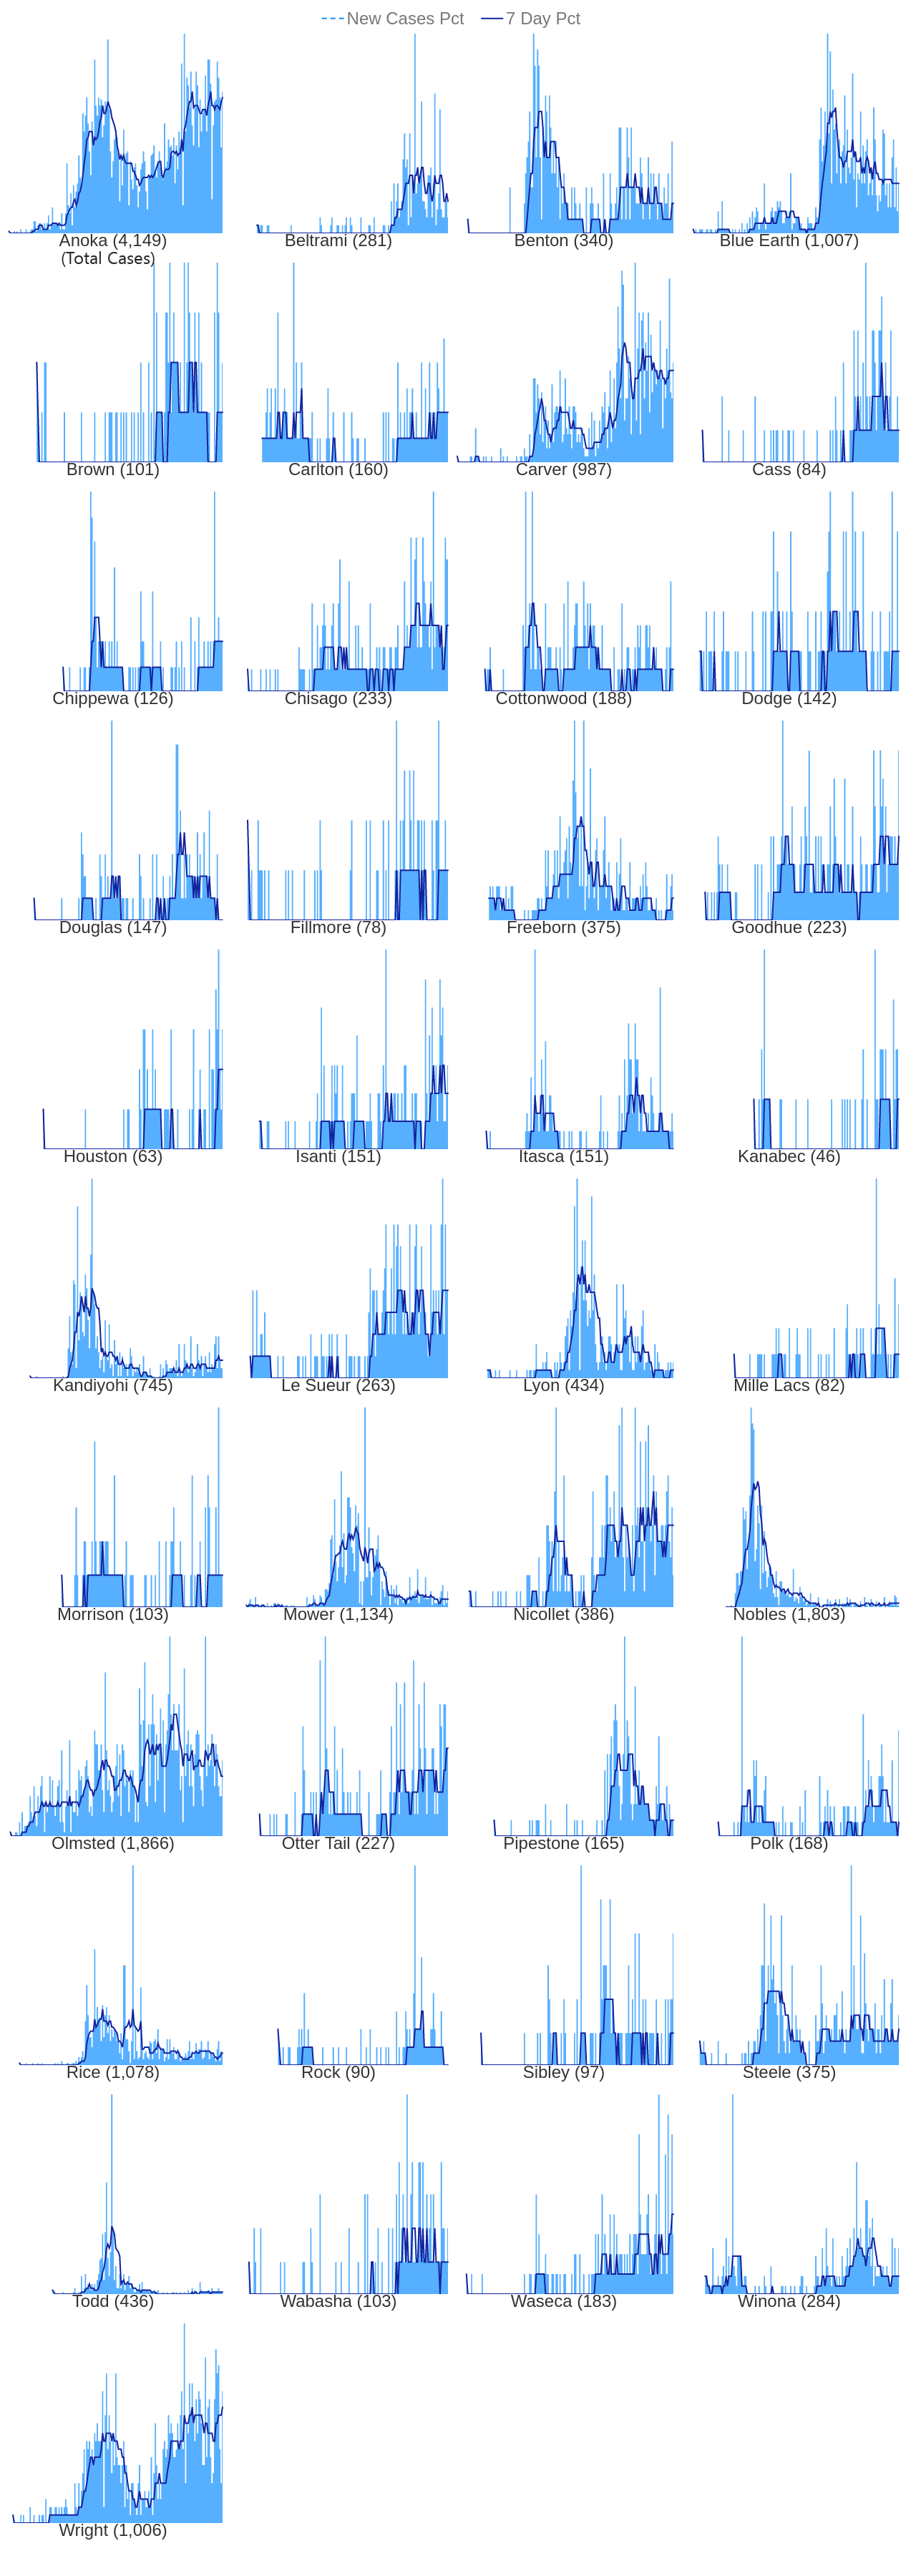 New Cases Pct 7 Day Pct
Anoka (4,149) Beltrami (281) Benton (340) Blue Earth (1,007)
(Total Cases)
Brown (101) Carlton (160) Carver (987) Cass (84)
Chippewa (126) Chisago (233) Cottonwood (188) Dodge (142)
Douglas (147) Fillmore (78) Freeborn (375) Goodhue (223)
Houston (63) Isanti (151) Itasca (151) Kanabec (46)
Kandiyohi (745) Le Sueur (263) Lyon (434) Mille Lacs (82)
Morrison (103) Mower (1,134) Nicollet (386) Nobles (1,803)
Olmsted (1,866) Otter Tail (227) Pipestone (165) Polk (168)
Rice (1,078) Rock (90) Sibley (97) Steele (375)
Todd (436) Wabasha (103) Waseca (183) Winona (284)
Wright (1,006)